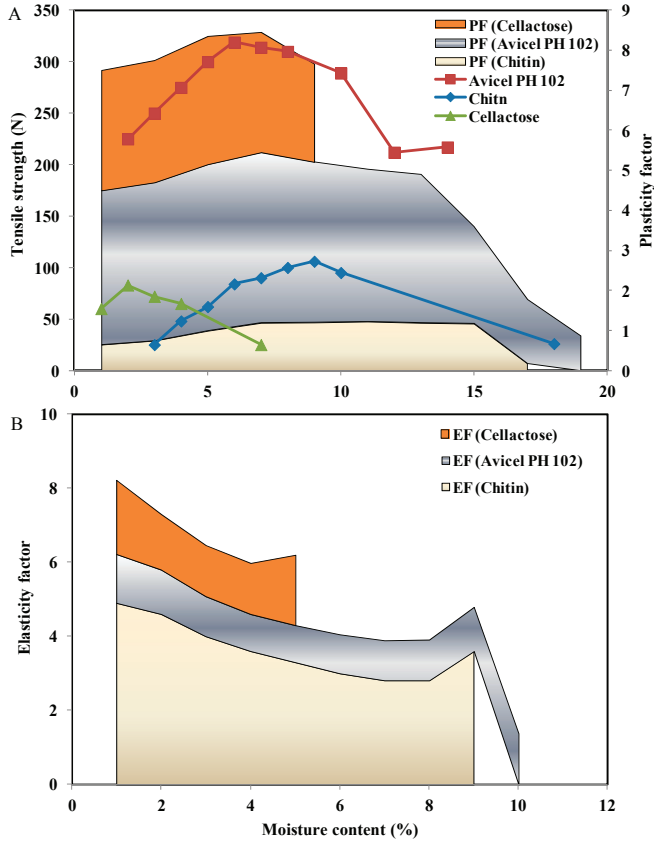 A
PF (Cellactose)
PF (Avicel PH 102)
PF (Chitin)
Avicel PH 102
Chitn
Cellactose
350
300
250
200
150
100
50
0
Tensile strength (N)
9
8
7
6
5
4
3
2
1
0
Plasticity factor
0 5 10 15 20
B
EF (Cellactose)
EF (Avicel PH 102)
EF (Chitin)
10
8
6
4
2
0
Elasticity factor
0 2 4 6 8 10 12
Moisture content (%)